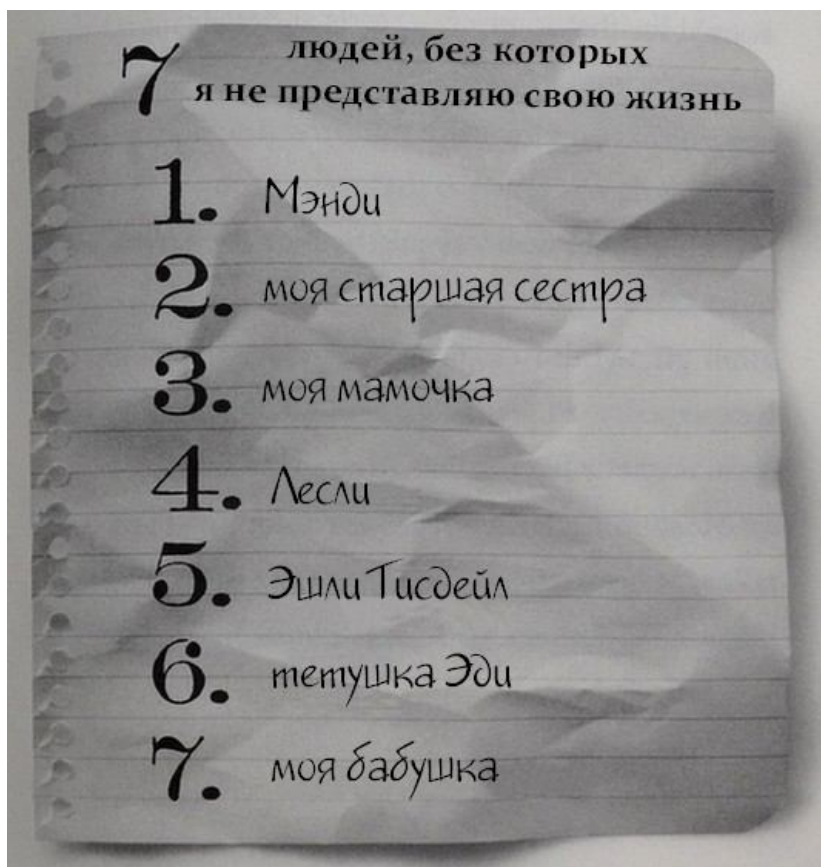 7 людей, без которых
я не представляю свою жизнь
1. Мэнди
2. моя старшая сестра
3. моя мамочка
4. Лесли
5. Эшли Тисдейл
6. тетушка Эди
7. моя бабушка